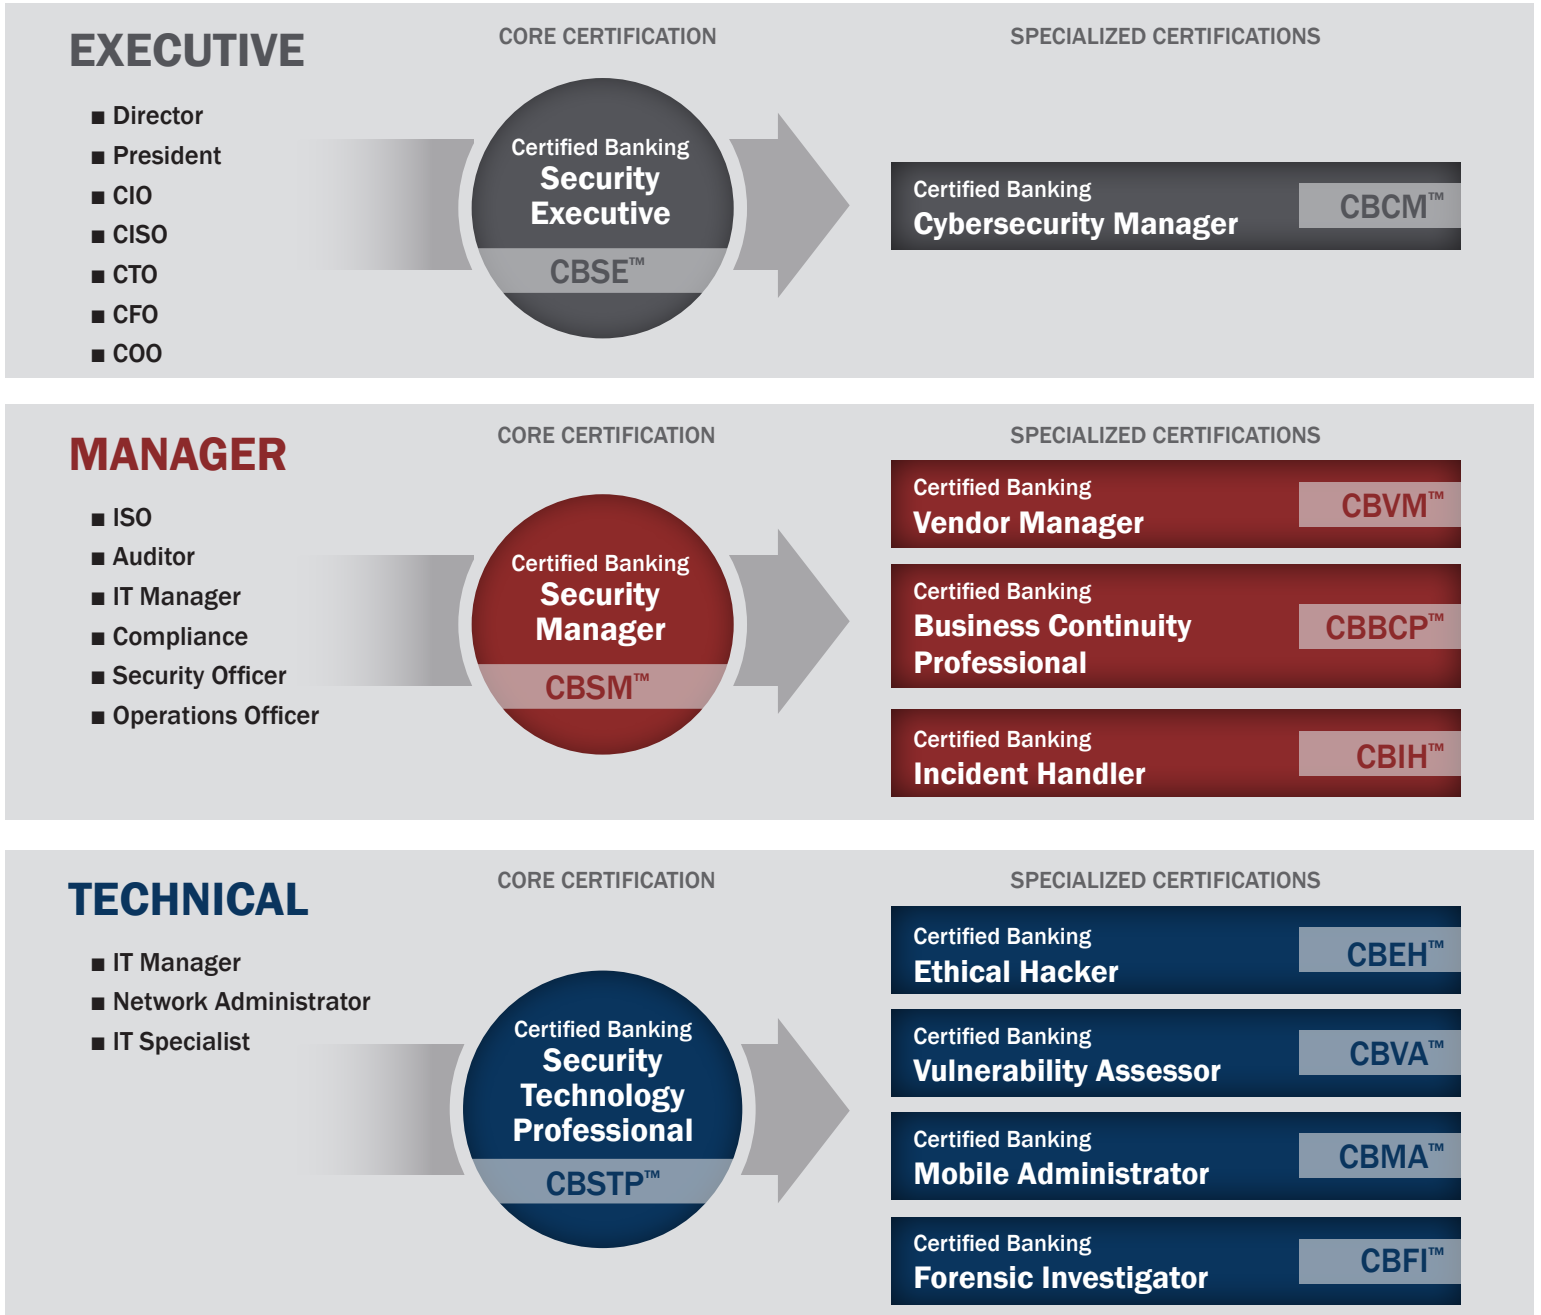 EXECUTIVE
CORE CERTIFICATION
SPECIALIZED CERTIFICATIONS
■ Director
■ President
■ CIO
■ CISO
■ CTO
■ CFO
■ COO
Certified Banking
Security
Executive
CBSE™
Certified Banking
Cybersecurity Manager
CBCM™
MANAGER
CORE CERTIFICATION
SPECIALIZED CERTIFICATIONS
■ ISO
■ Auditor
■ IT Manager
■ Compliance
■ Security Officer
■ Operations Officer
Certified Banking
Security
Manager
CBSM™
Certified Banking
Vendor Manager
CBVM™
Certified Banking
Business Continuity
Professional
CBBCP™
Certified Banking
Incident Handler
CBIH™
TECHNICAL
CORE CERTIFICATION
SPECIALIZED CERTIFICATIONS
■ IT Manager
■ Network Administrator
■ IT Specialist
Certified Banking
Security
Technology
Professional
CBSTP™
Certified Banking
Ethical Hacker
CBEH™
Certified Banking
Vulnerability Assessor
CBVA™
Certified Banking
Mobile Administrator
CBMA™
Certified Banking
Forensic Investigator
CBFI™